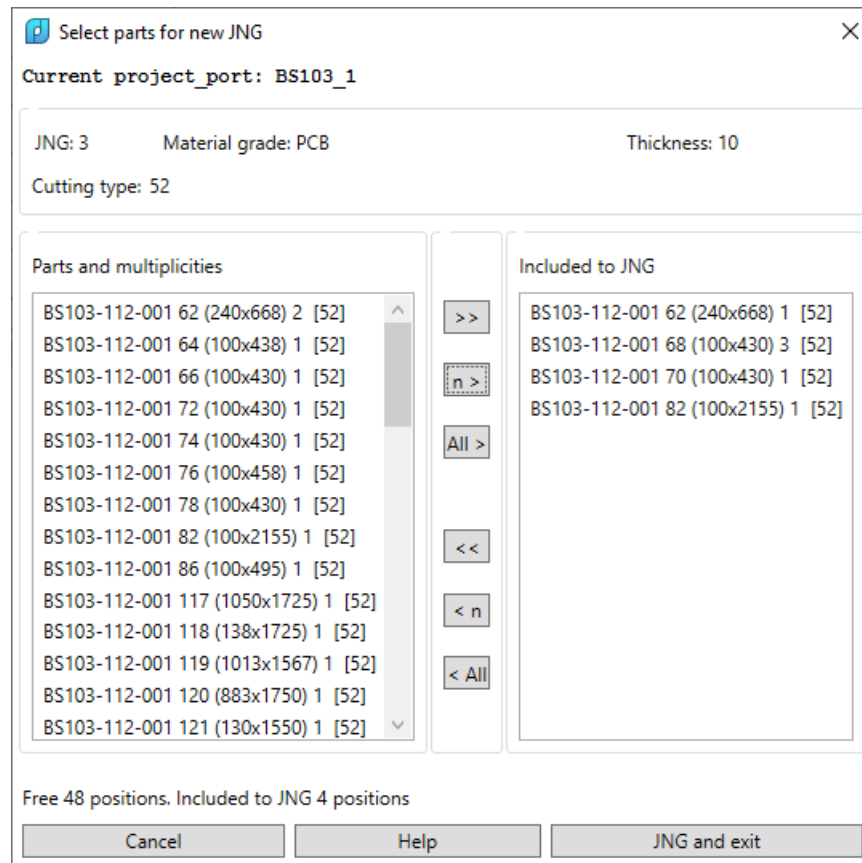 Select parts for new JNG
Current project_port: BS103_1
JNG: 3 Material grade: PCB Thickness: 10
Cutting type: 52
Parts and multiplicities
BS103-112-001 62 (240x668) 2 [52]
BS103-112-001 64 (100x438) 1 [52]
BS103-112-001 66 (100x430) 1 [52]
BS103-112-001 72 (100x430) 1 [52]
BS103-112-001 74 (100x430) 1 [52]
BS103-112-001 76 (100x458) 1 [52]
BS103-112-001 78 (100x430) 1 [52]
BS103-112-001 82 (100x2155) 1 [52]
BS103-112-001 86 (100x495) 1 [52]
BS103-112-001 117 (1050x1725) 1 [52]
BS103-112-001 118 (138x1725) 1 [52]
BS103-112-001 119 (1013x1567) 1 [52]
BS103-112-001 120 (883x1750) 1 [52]
BS103-112-001 121 (130x1550) 1 [52]
>>
n >
All >
<<
< n
< All
Included to JNG
BS103-112-001 62 (240x668) 1 [52]
BS103-112-001 68 (100x430) 3 [52]
BS103-112-001 70 (100x430) 1 [52]
BS103-112-001 82 (100x2155) 1 [52]
Free 48 positions. Included to JNG 4 positions
Cancel Help JNG and exit